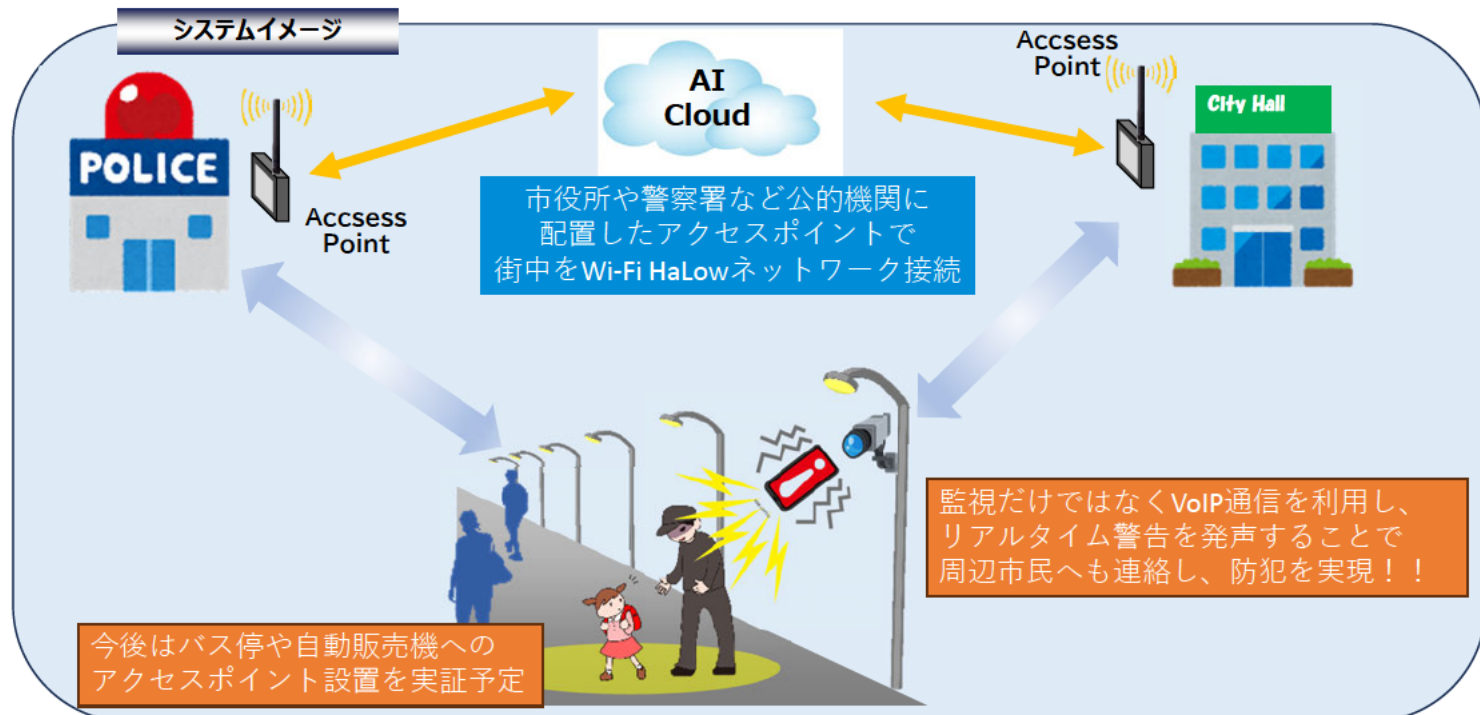 システムイメージ
POLICE
Accsess
Point
AI
Cloud
Accsess
Point
City Hall
市役所や警察署など公的機関に
配置したアクセスポイントで
街中をWi-Fi HaLowネットワーク接続
監視だけではなくVoIP通信を利用し、
リアルタイム警告を発声することで
周辺市民へも連絡し、防犯を実現！！
今後はバス停や自動販売機への
アクセスポイント設置を実証予定